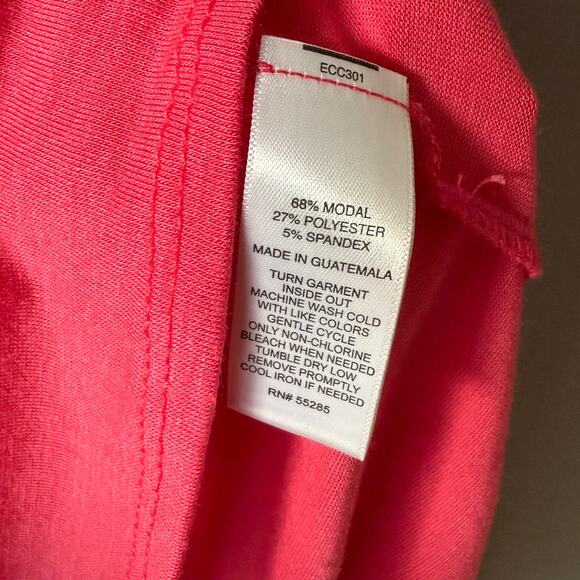 ECC301
68% MODAL
27% POLYESTER
5% SPANDEX
MADE IN GUATEMALA
TURN GARMENT
INSIDE OUT
MACHINE WASH COLD
WITH LIKE COLORS
GENTLE CYCLE
ONLY NON-CHLORINE
BLEACH WHEN NEEDED
TUMBLE DRY LOW
REMOVE PROMPTLY
COOL IRON IF NEEDED
RN# 55285